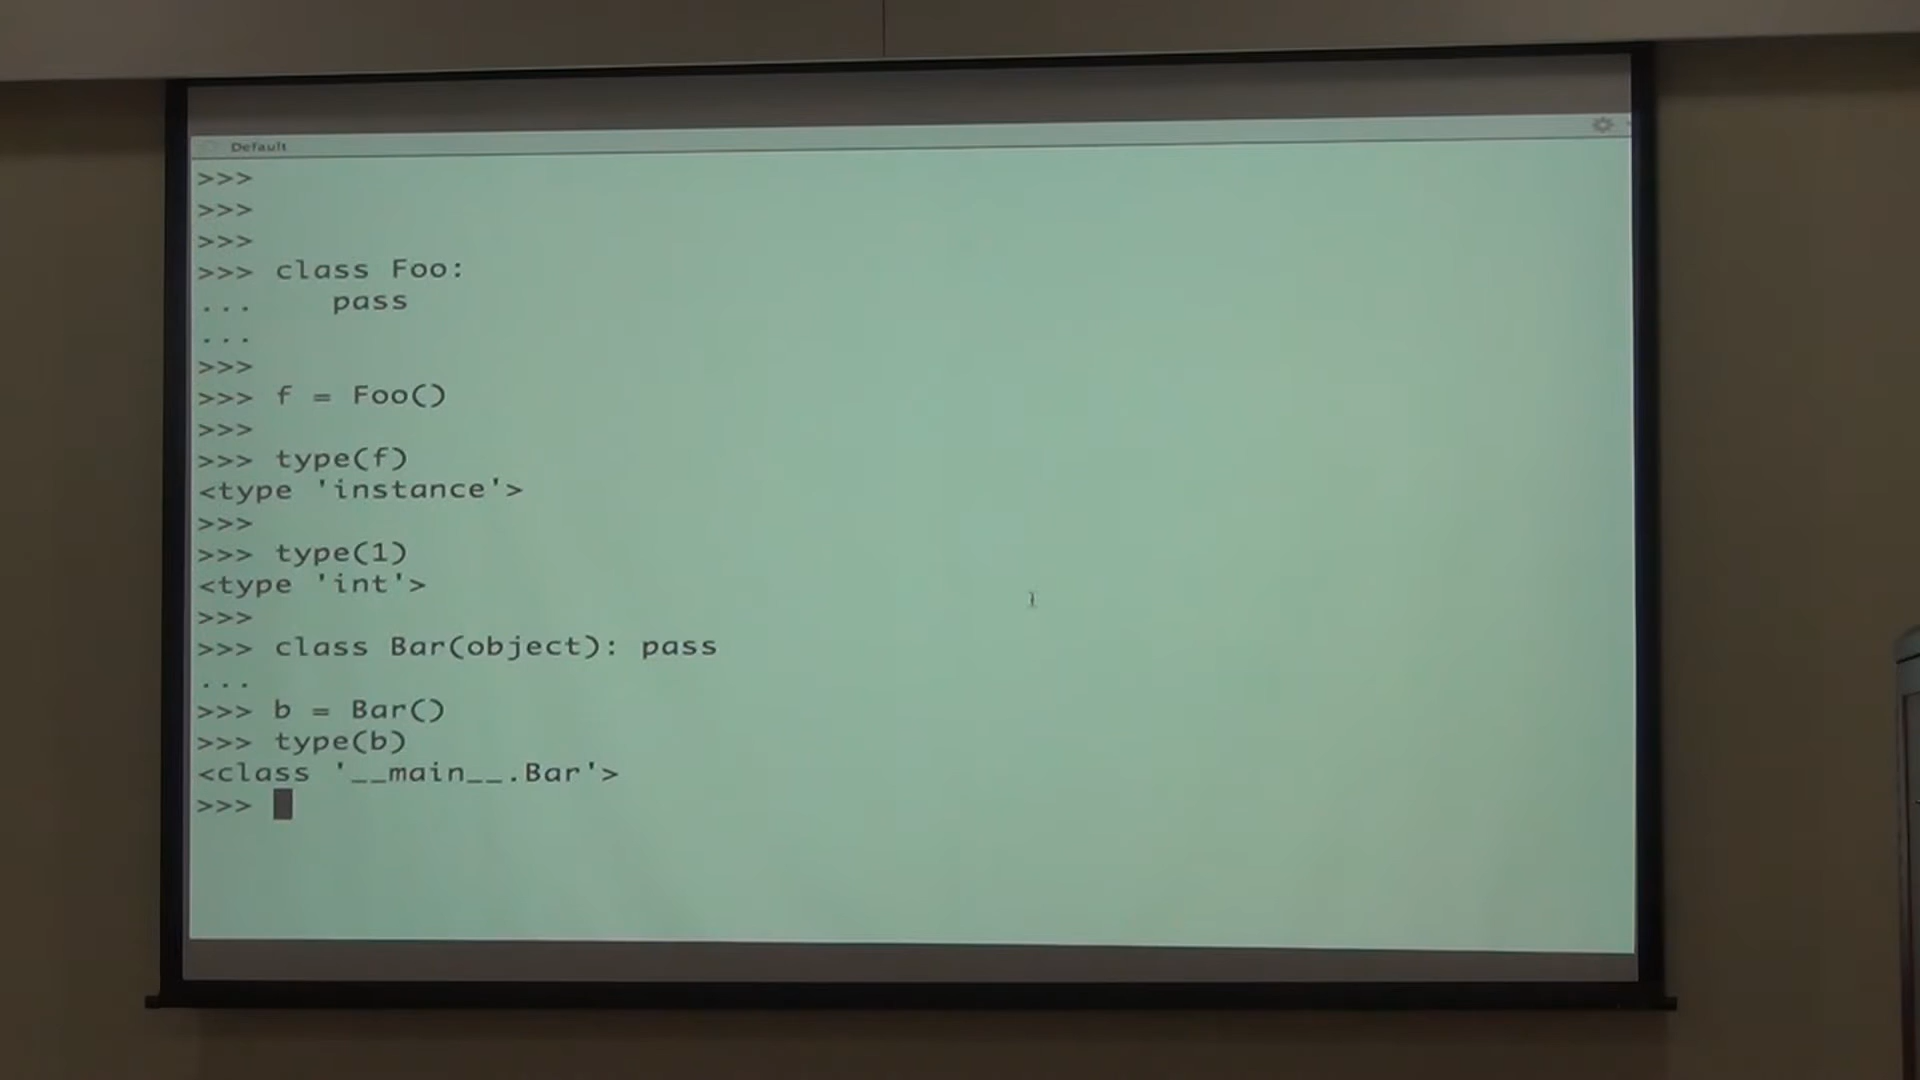 Default
>>>
>>>
>>>
>>> class Foo:
...    pass
...
>>>
>>> f = Foo()
>>>
>>> type(f)
<type 'instance'>
>>>
>>> type(1)
<type 'int'>
>>>
>>> class Bar(object): pass
...
>>> b = Bar()
>>> type(b)
<class '__main__.Bar'>
>>>